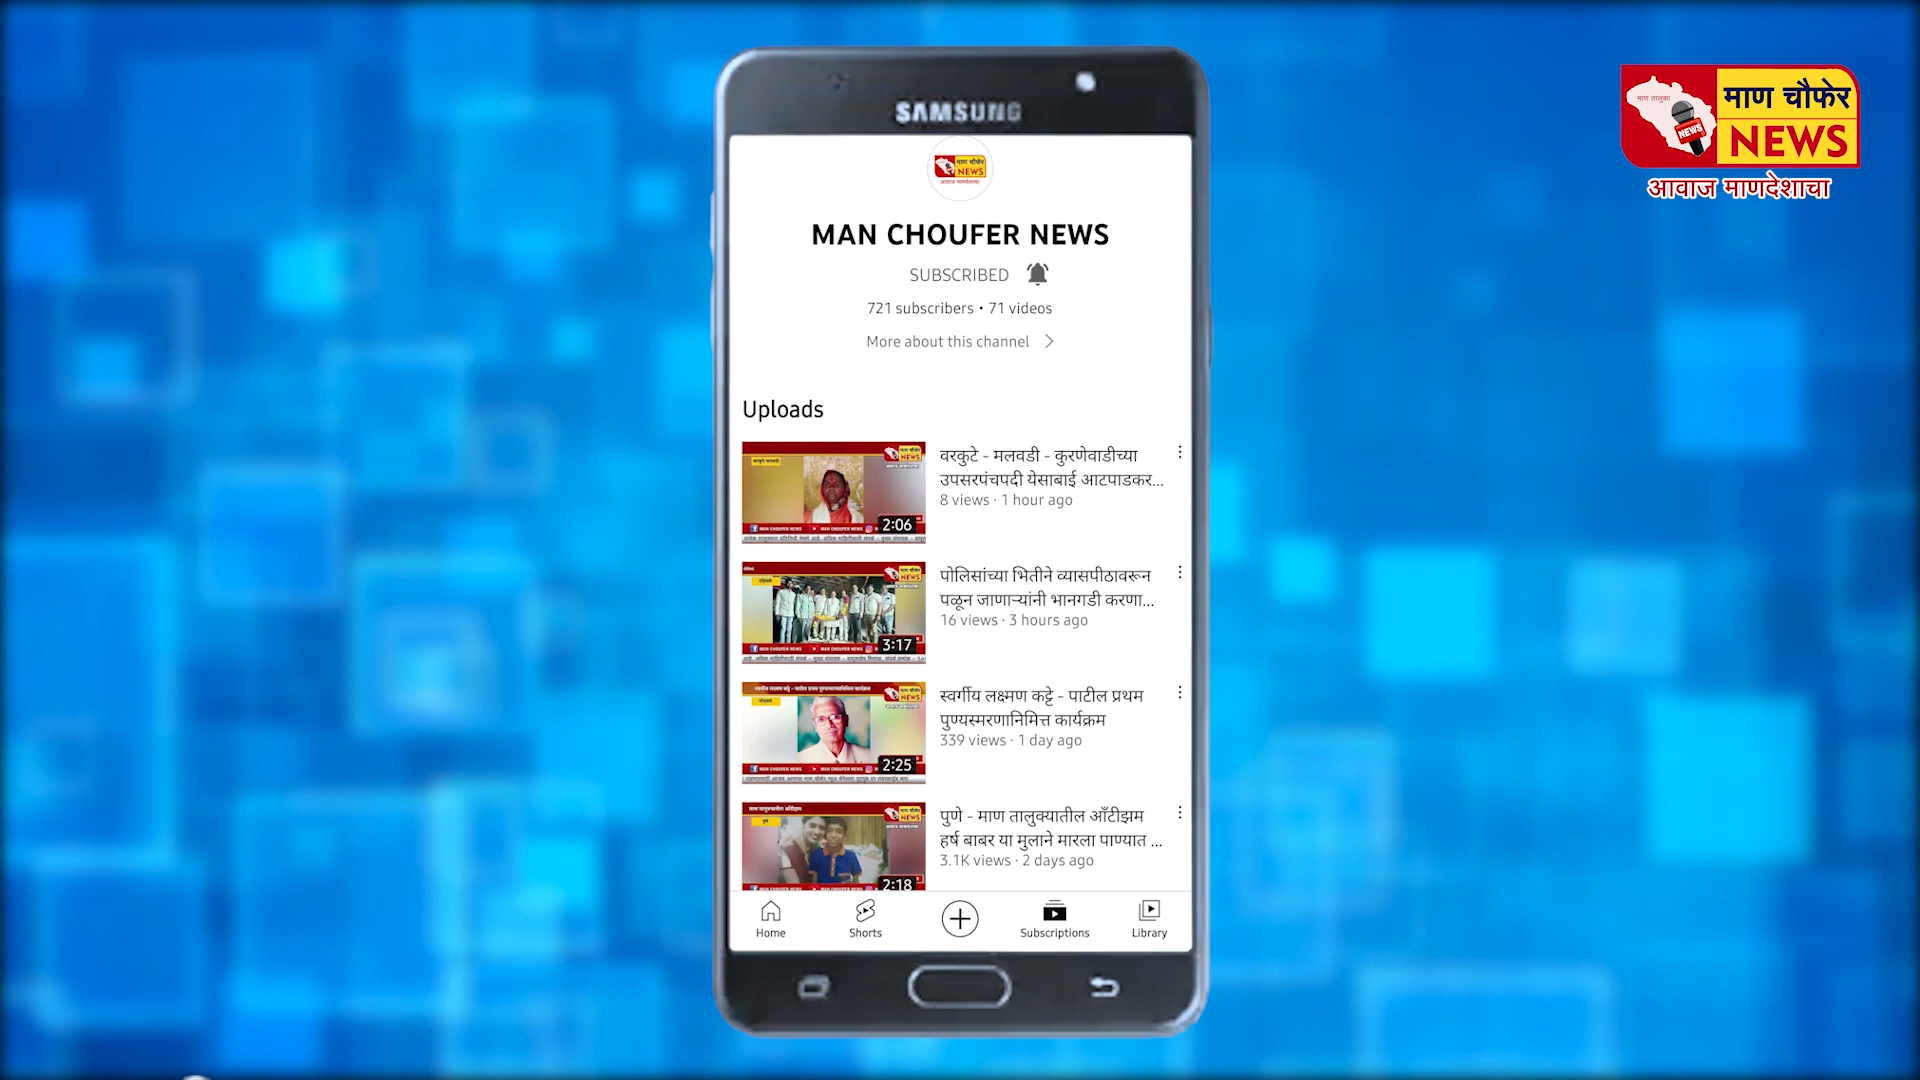 SAMSUNG
माण तालुका
NEWS
माण चौफेर
NEWS
आवाज माणदेशाचा
माण चौफेर
NEWS
आवाज माणदेशाचा
MAN CHOUFER NEWS
SUBSCRIBED
721 subscribers • 71 videos
More about this channel
Uploads
वरकुटे - मलवडी - कुरणेवाडीच्या
उपसरपंचपदी येसाबाई आटपाडकर...
8 views · 1 hour ago
2:06
पोलिसांच्या भितीने व्यासपीठावरून
पळून जाणाऱ्यांनी भानगडी करणा...
16 views · 3 hours ago
3:17
स्वर्गीय लक्ष्मण कट्टे - पाटील प्रथम
पुण्यस्मरणानिमित्त कार्यक्रम
339 views · 1 day ago
2:25
पुणे - माण तालुक्यातील ऑटीझम
हर्ष बाबर या मुलाने मारला पाण्यात ...
3.1K views · 2 days ago
2:18
Home
Shorts
Subscriptions
Library